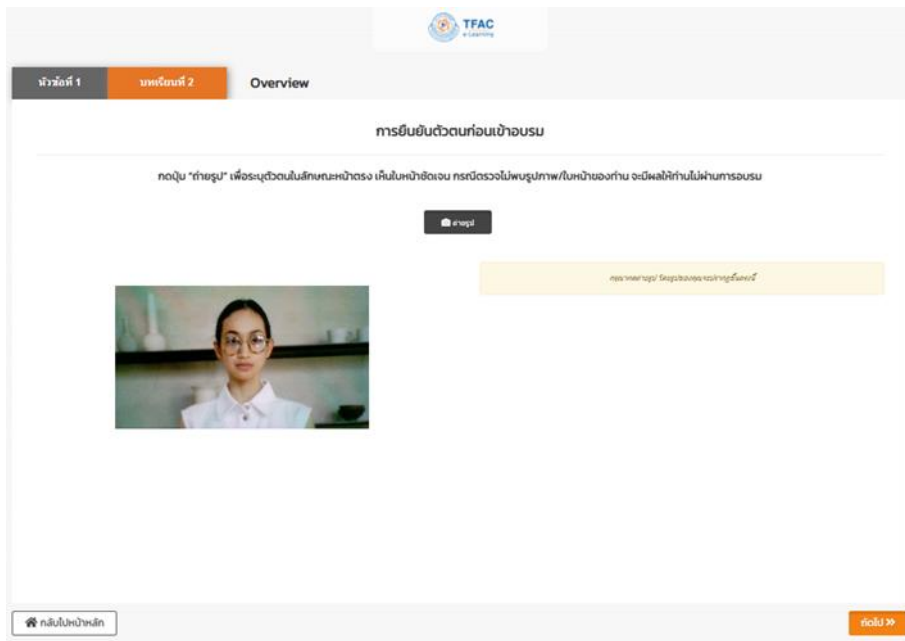 TFAC
e-Learning
หัวข้อที่ 1
บทเรียนที่ 2
Overview
การยืนยันตัวตนก่อนเข้าอบรม
กดปุ่ม "ถ่ายรูป" เพื่อระบุตัวตนในลักษณะหน้าตรง เห็นใบหน้าชัดเจน กรณีตรวจไม่พบรูปภาพ/ใบหน้าของท่าน จะมีผลให้ท่านไม่ผ่านการอบรม
ถ่ายรูป
กลับไปหน้าหลัก
ถัดไป